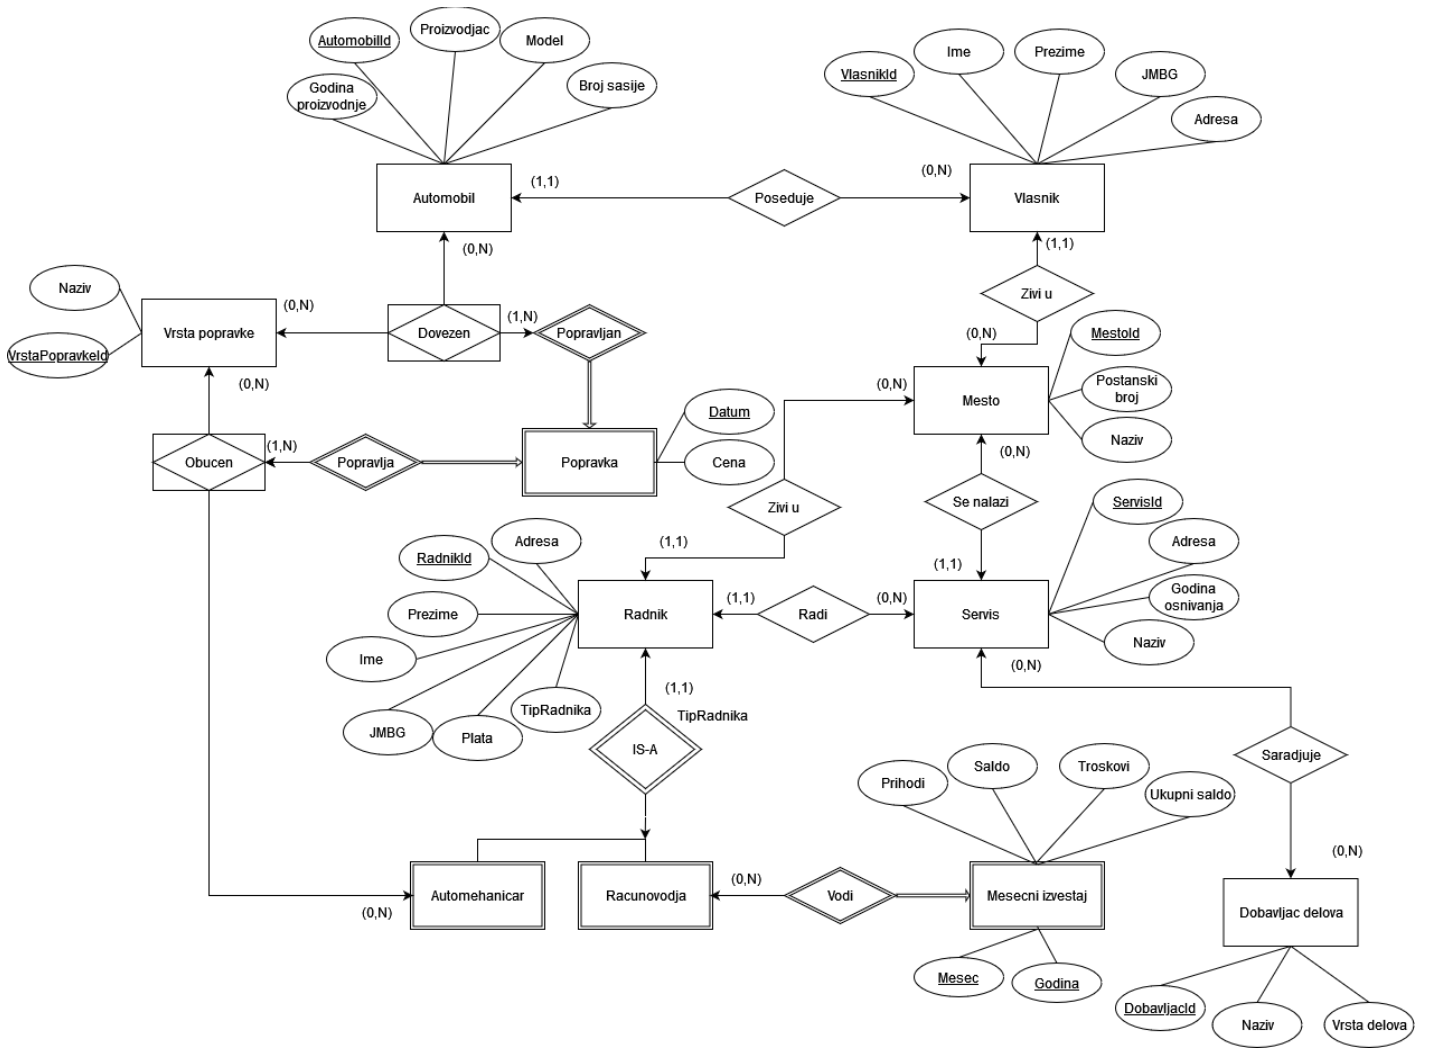 Proizvodjac
AutomobilId
Model
Godina
proizvodnje
Broj sasije
Ime
Prezime
VlasnikId
JMBG
Adresa
(1,1)
(0,N)
Automobil
Poseduje
Vlasnik
(0,N)
(1,1)
Naziv
Zivi u
(0,N)
(1,N)
Vrsta popravke
Dovezen
Popravljan
(0,N)
MestoId
VrstaPopravkeId
(0,N)
(0,N)
Postanski
broj
Mesto
Datum
Naziv
(1,N)
(0,N)
Obucen
Popravlja
Popravka
Cena
Zivi u
Se nalazi
ServisId
Adresa
(1,1)
Adresa
RadnikId
(1,1)
(1,1)
(0,N)
Godina
osnivanja
Prezime
Radnik
Radi
Servis
Naziv
Ime
(0,N)
(1,1)
TipRadnika
TipRadnika
JMBG
Plata
IS-A
Saradjuje
Saldo
Troskovi
Prihodi
Ukupni saldo
(0,N)
(0,N)
Automehanicar
Racunovodja
Vodi
Mesecni izvestaj
(0,N)
Dobavljac delova
Mesec
Godina
DobavljacId
Naziv
Vrsta delova